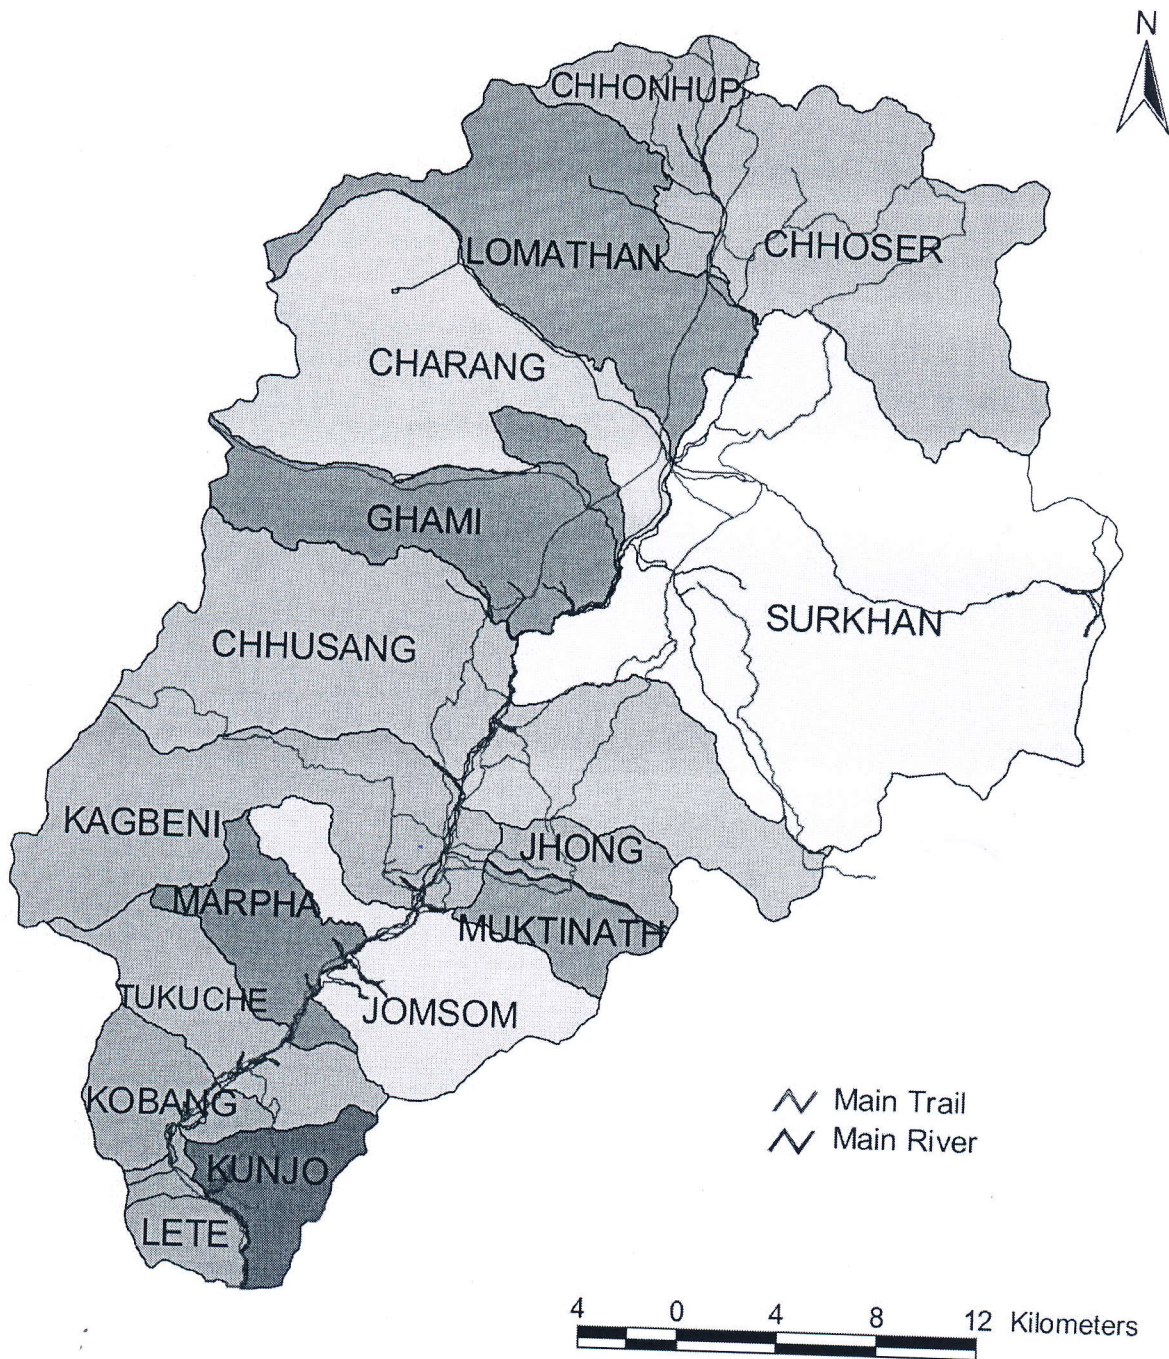 N
CHHONHUP
LOMATHAN
CHHOSER
CHARANG
GHAMI
SURKHAN
CHHUSANG
KAGBENI
JHONG
MARPHA
MUKTINATH
TUKUCHE
JOMSOM
KOBANG
Main Trail
Main River
KUNJO
LETE
4 0 4 8 12 Kilometers